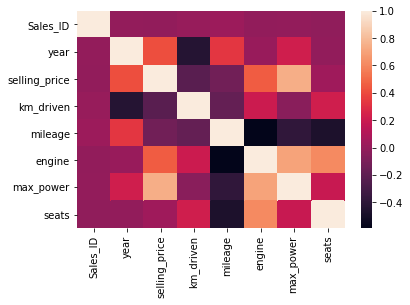 Sales_ID
year
selling_price
km_driven
mileage
engine
max_power
seats
Sales_ID
year
selling_price
km_driven
mileage
engine
max_power
seats
1.0
0.8
0.6
0.4
0.2
0.0
−0.2
−0.4